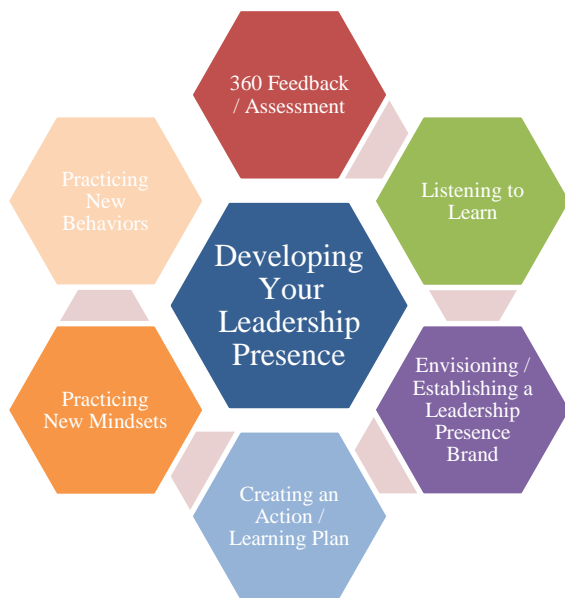 360 Feedback
/ Assessment
Listening to
Learn
Envisioning /
Establishing a
Leadership
Presence
Brand
Creating an
Action /
Learning Plan
Practicing
New Mindsets
Practicing
New
Behaviors
Developing
Your
Leadership
Presence